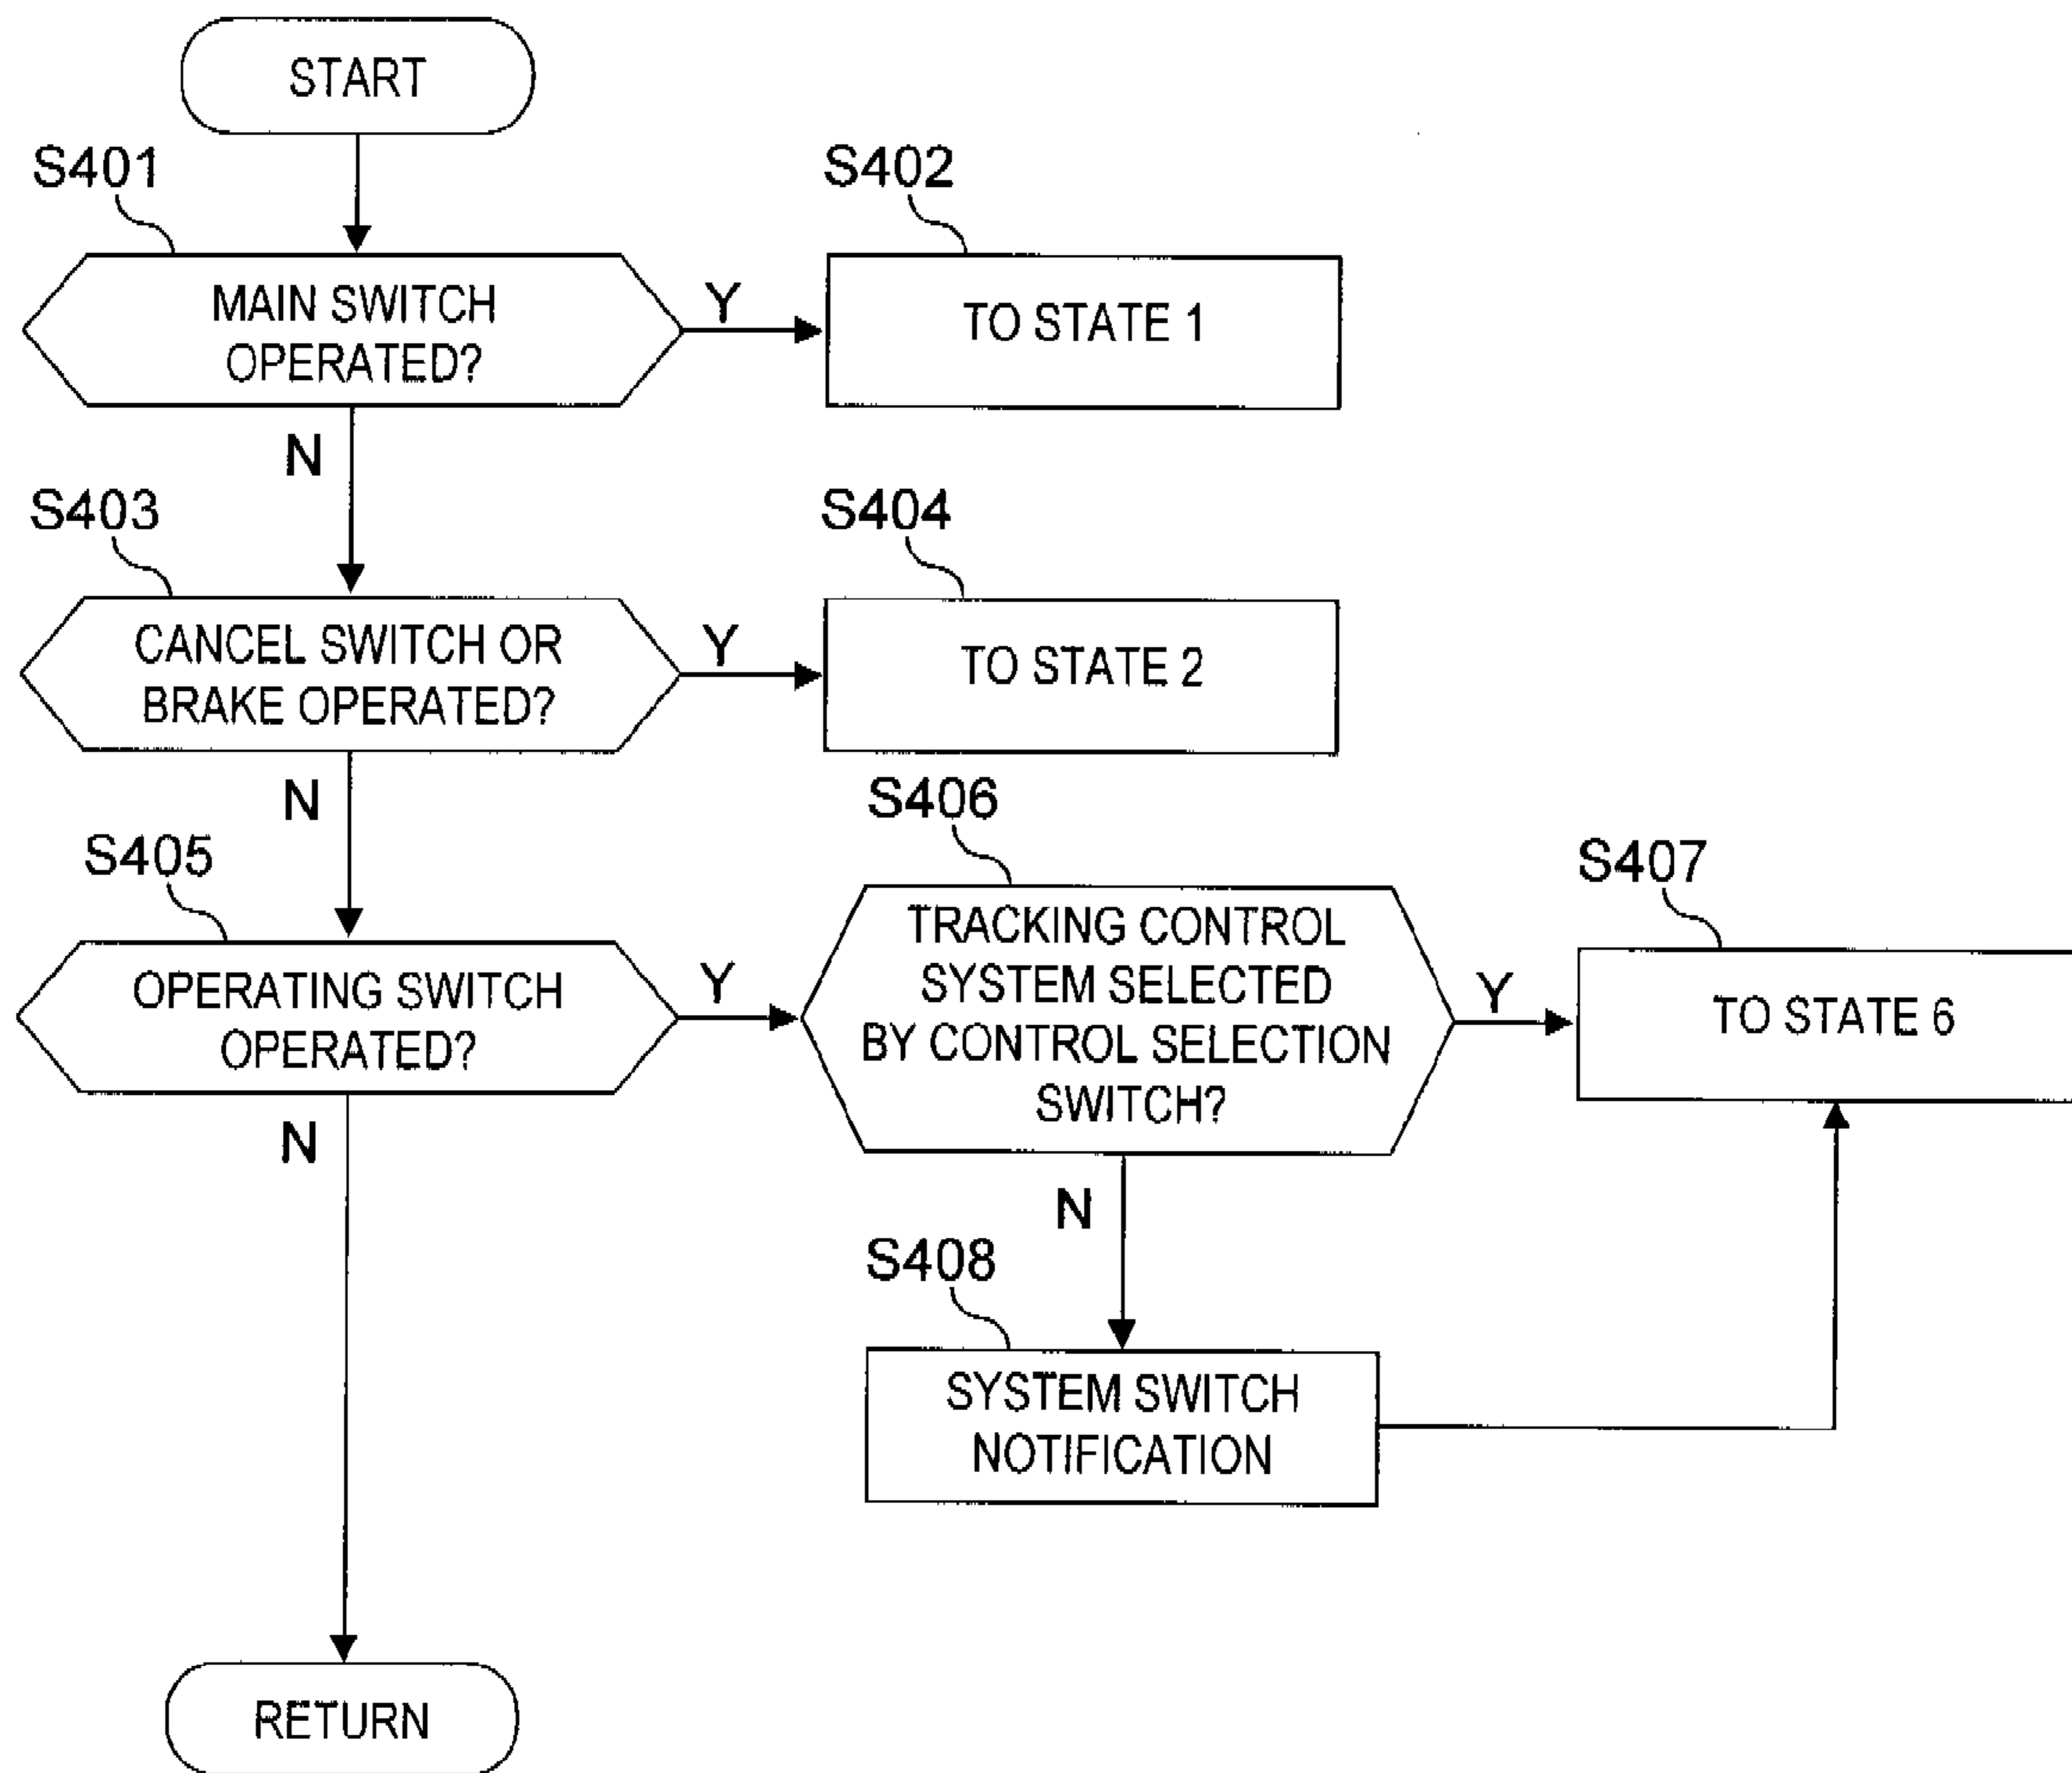 START
S401
S402
MAIN SWITCH
OPERATED?
Y
TO STATE 1
N
S403
S404
CANCEL SWITCH OR
BRAKE OPERATED?
Y
TO STATE 2
N
S405
S406
S407
OPERATING SWITCH
OPERATED?
Y
TRACKING CONTROL
SYSTEM SELECTED
BY CONTROL SELECTION
SWITCH?
Y
TO STATE 6
N
N
S408
SYSTEM SWITCH
NOTIFICATION
RETURN